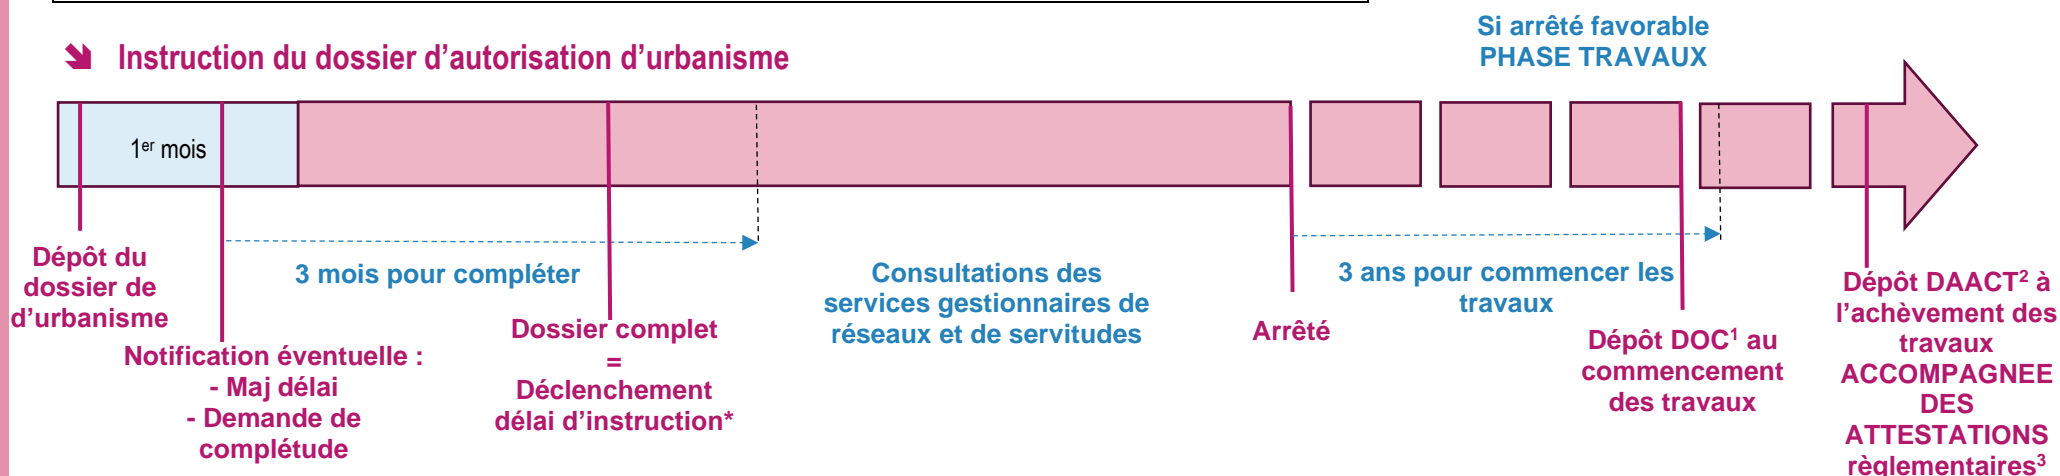 Si arrêté favorable
PHASE TRAVAUX
Instruction du dossier d'autorisation d'urbanisme
1er mois
Dépôt du
dossier de
d'urbanisme
3 mois pour compléter
Notification éventuelle :
- Maj délai
- Demande de
complétude
Dossier complet
=
Déclenchement
délai d'instruction*
Consultations des
services gestionnaires de
réseaux et de servitudes
Arrêté
3 ans pour commencer les
travaux
Dépôt DOC¹ au
commencement
des travaux
Dépôt DAACT² à
l'achèvement des
travaux
ACCOMPAGNEE
DES
ATTESTATIONS
règlementaires³